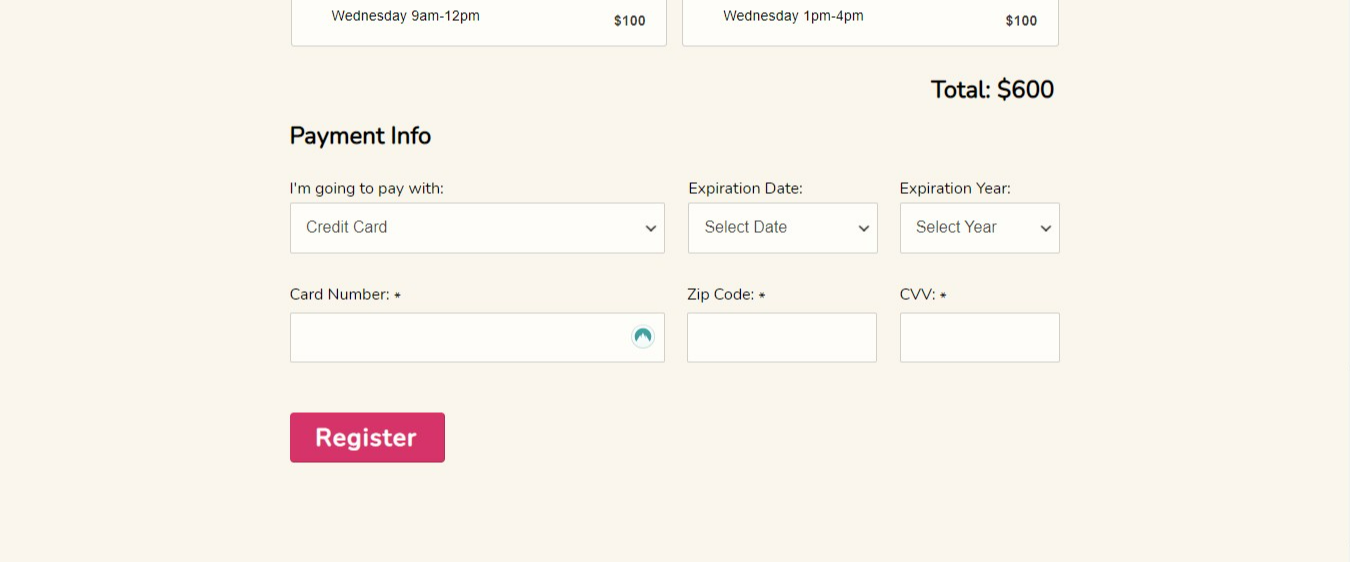 Wednesday 9am-12pm $100
Wednesday 1pm-4pm $100
Total: $600
Payment Info
I'm going to pay with: Expiration Date: Expiration Year:
Credit Card Select Date Select Year
Card Number: * Zip Code: * CVV: *
Register